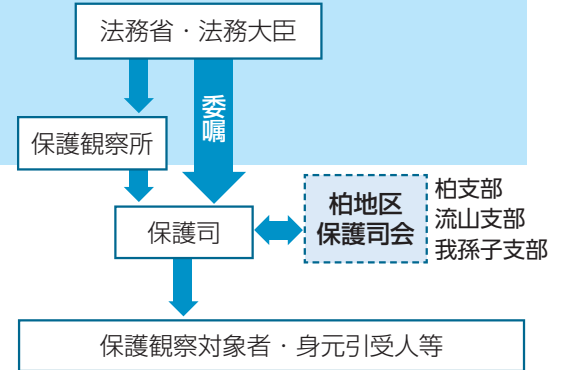 法務省・法務大臣
委嘱
保護観察所
保護司
柏地区
保護司会
柏支部
流山支部
我孫子支部
保護観察対象者・身元引受人等